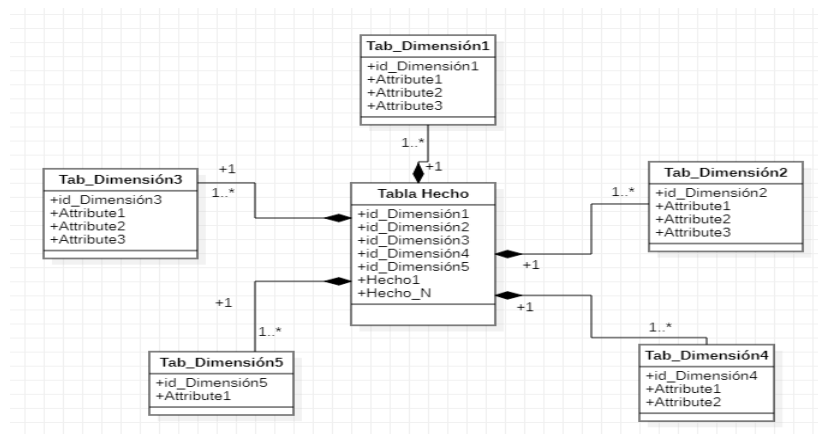 Tab_Dimensión1
+id_Dimensión1
+Attribute1
+Attribute2
+Attribute3
1..*
+1
Tab_Dimensión3
+id_Dimensión3
+Attribute1
+Attribute2
+Attribute3
+1
1..*
Tabla Hecho
+id_Dimensión1
+id_Dimensión2
+id_Dimensión3
+id_Dimensión4
+id_Dimensión5
+Hecho1
+Hecho_N
Tab_Dimensión2
+id_Dimensión2
+Attribute1
+Attribute2
+Attribute3
1..*
+1
+1
1..*
Tab_Dimensión5
+id_Dimensión5
+Attribute1
+1
1..*
Tab_Dimensión4
+id_Dimensión4
+Attribute1
+Attribute2